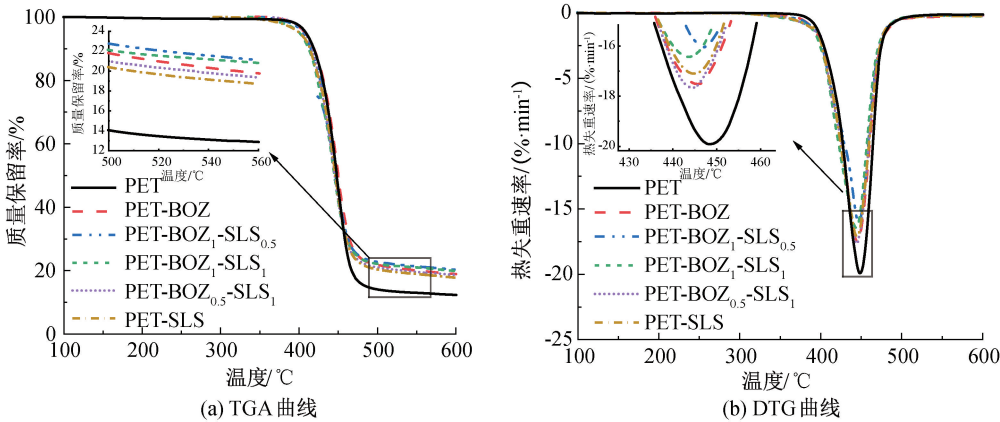 100
80
60
40
20
0
质量保留率/%
24
22
20
18
16
14
12
质量保留率/%
500 520 540 560
温度/℃
PET
PET-BOZ
PET-BOZ₁-SLS₀.₅
PET-BOZ₁-SLS₁
PET-BOZ₀.₅-SLS₁
PET-SLS
100 200 300 400 500 600
温度/℃
(a) TGA 曲线
0
-5
-10
-15
-20
-25
热失重速率/(%·min⁻¹)
-16
-18
-20
热失重速率/(%·min⁻¹)
430 440 450 460
温度/℃
PET
PET-BOZ
PET-BOZ₁-SLS₀.₅
PET-BOZ₁-SLS₁
PET-BOZ₀.₅-SLS₁
PET-SLS
100 200 300 400 500 600
温度/℃
(b) DTG 曲线